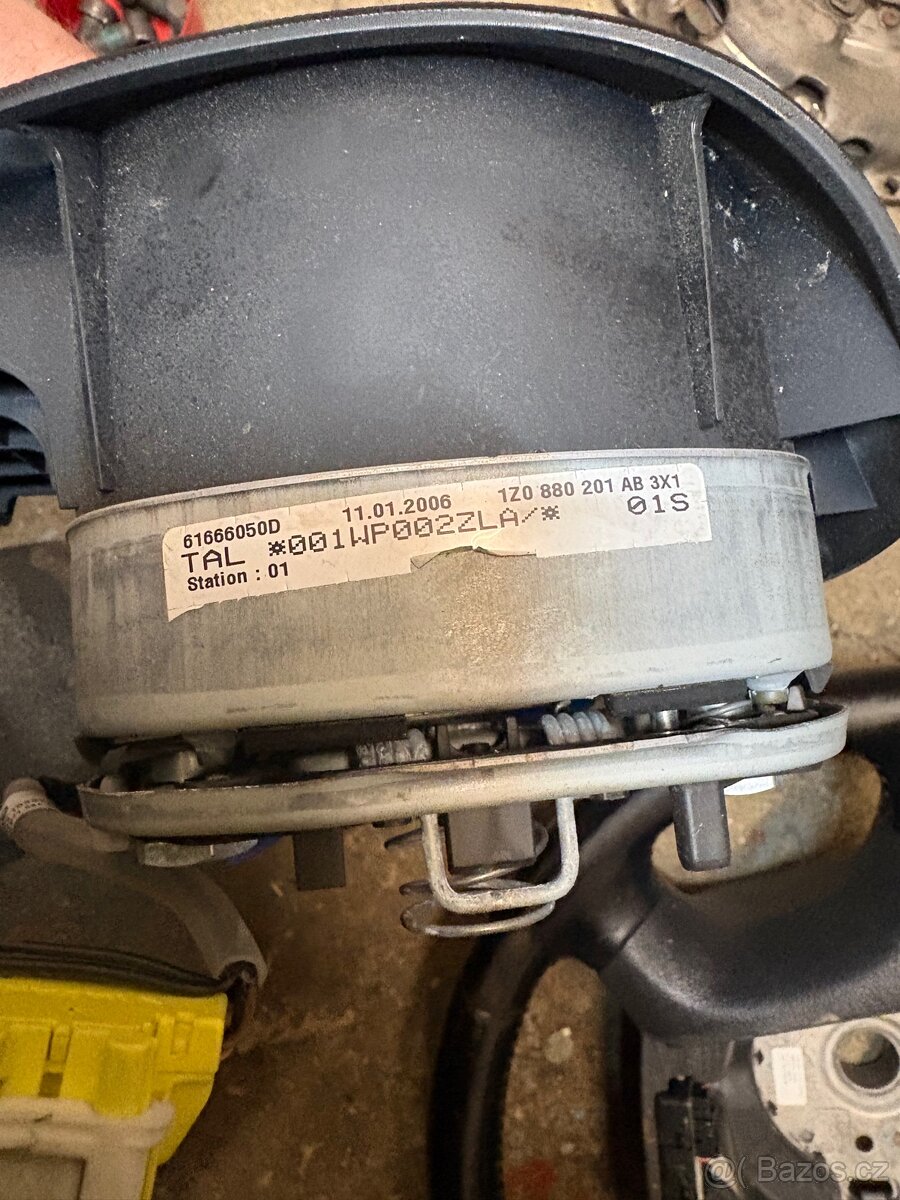 61666050D 11.01.2006 1Z0 880 201 AB 3X1
TAL *001WP002ZLA/* 01S
Station : 01
@( Bazos.cz